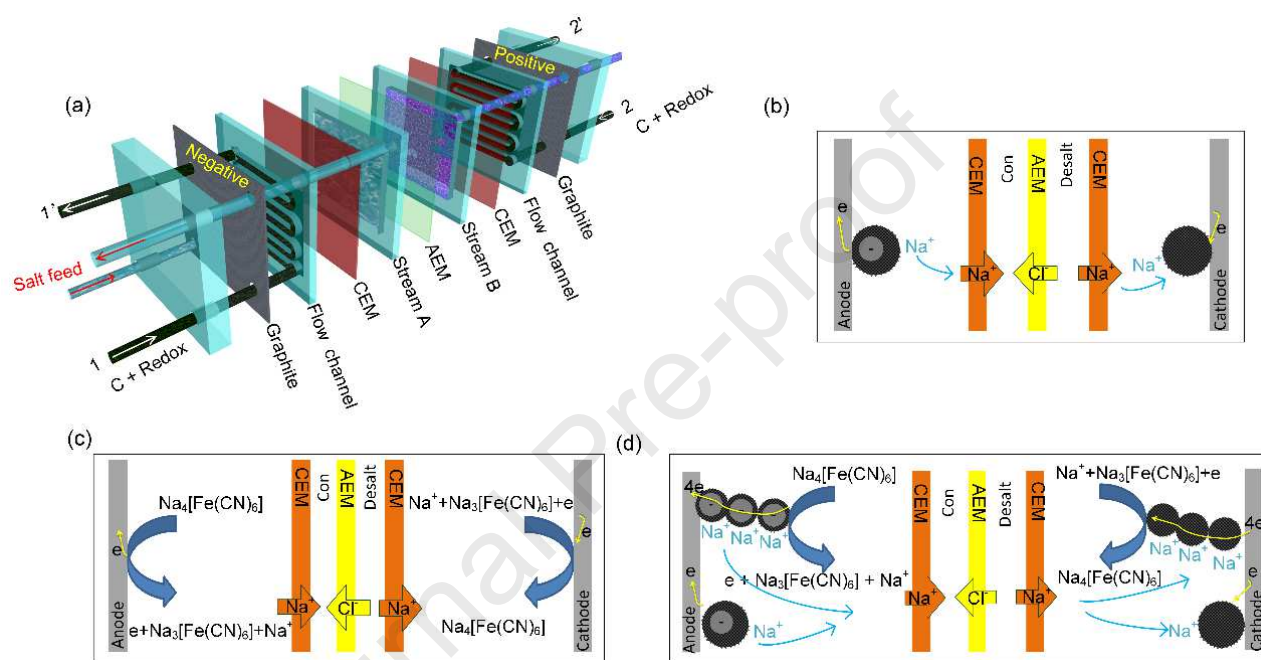 (a)
Negative
Positive
2'
2
C + Redox
1'
Salt feed
1
C + Redox
Graphite
Flow channel
CEM
Stream A
AEM
Stream B
CEM
Flow channel
Graphite
(b)
Anode
e
-
Na⁺
CEM
Con
AEM
Desalt
CEM
Na⁺
Cl⁻
Na⁺
Na⁺
e
Cathode
(c)
Anode
e
Na₄[Fe(CN)₆]
e+Na₃[Fe(CN)₆]+Na⁺
CEM
Con
AEM
Desalt
CEM
Na⁺
Cl⁻
Na⁺
Na⁺+Na₃[Fe(CN)₆]+e
e
Na₄[Fe(CN)₆]
Cathode
(d)
4e
- - -
Na⁺ Na⁺ Na⁺
Na₄[Fe(CN)₆]
e + Na₃[Fe(CN)₆] + Na⁺
e
-
Na⁺
Anode
CEM
Con
AEM
Desalt
CEM
Na⁺
Cl⁻
Na⁺
Na⁺+Na₃[Fe(CN)₆]+e
4e
Na⁺ Na⁺ Na⁺
Na₄[Fe(CN)₆]
e
Na⁺
Cathode
nal Pre-proof